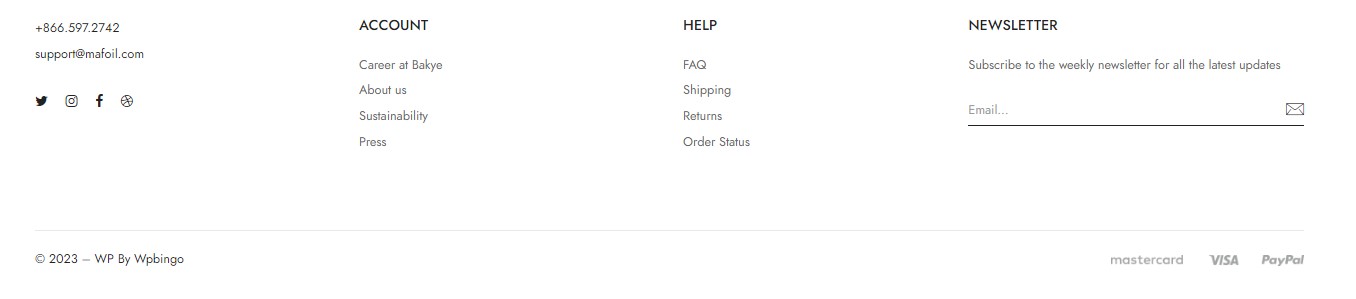 +866.597.2742
support@mafoil.com
ACCOUNT
Career at Bakye
About us
Sustainability
Press
HELP
FAQ
Shipping
Returns
Order Status
NEWSLETTER
Subscribe to the weekly newsletter for all the latest updates
Email...
© 2023 – WP By Wpbingo
mastercard VISA PayPal